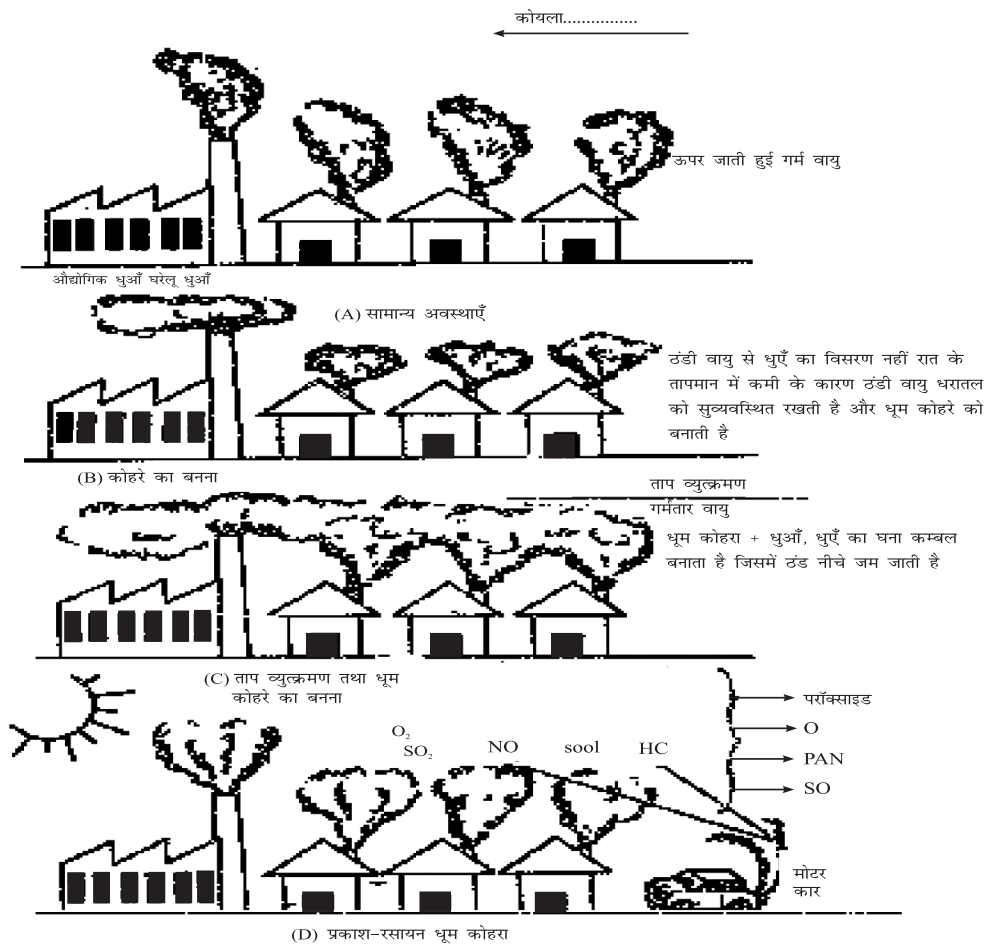 कोयला................
ऊपर जाती हुई गर्म वायु
औद्योगिक धुआँ घरेलू धुआँ
(A) सामान्य अवस्थाएँ
ठंडी वायु से धुएँ का विसरण नहीं रात के
तापमान में कमी के कारण ठंडी वायु धरातल
को सुव्यवस्थित रखती है और धूम कोहरे को
बनाती है
(B) कोहरे का बनना
ताप व्युत्क्रमण
गर्मतार वायु
धूम कोहरा + धुआँ, धुएँ का घना कम्बल
बनाता है जिसमें ठंड नीचे जम जाती है
(C) ताप व्युत्क्रमण तथा धूम
कोहरे का बनना
परॉक्साइड
O
PAN
SO
O₂
SO₂
NO
sool
HC
मोटर
कार
(D) प्रकाश-रसायन धूम कोहरा